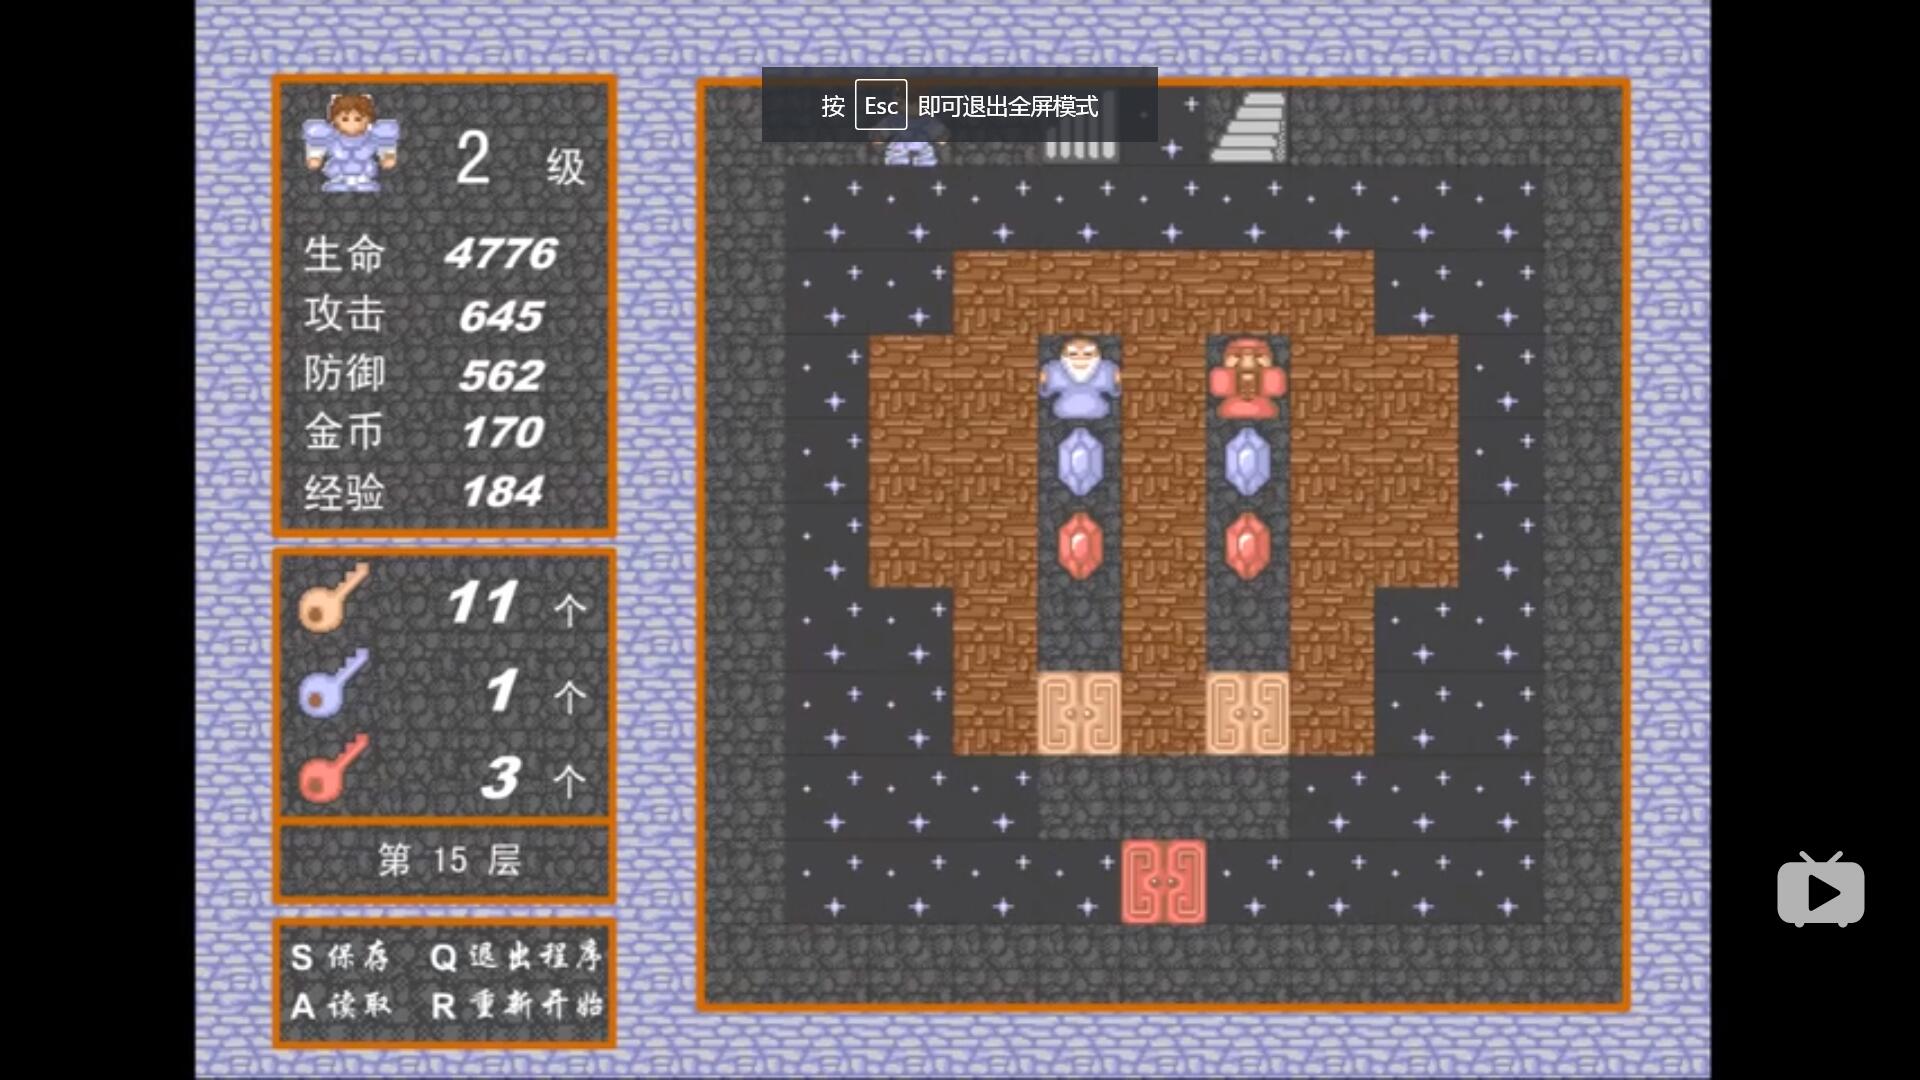 按 Esc 即可退出全屏模式
2 级
生命 4776
攻击 645
防御 562
金币 170
经验 184
11 个
1 个
3 个
第 15 层
S 保存 Q 退出程序
A 读取 R 重新开始